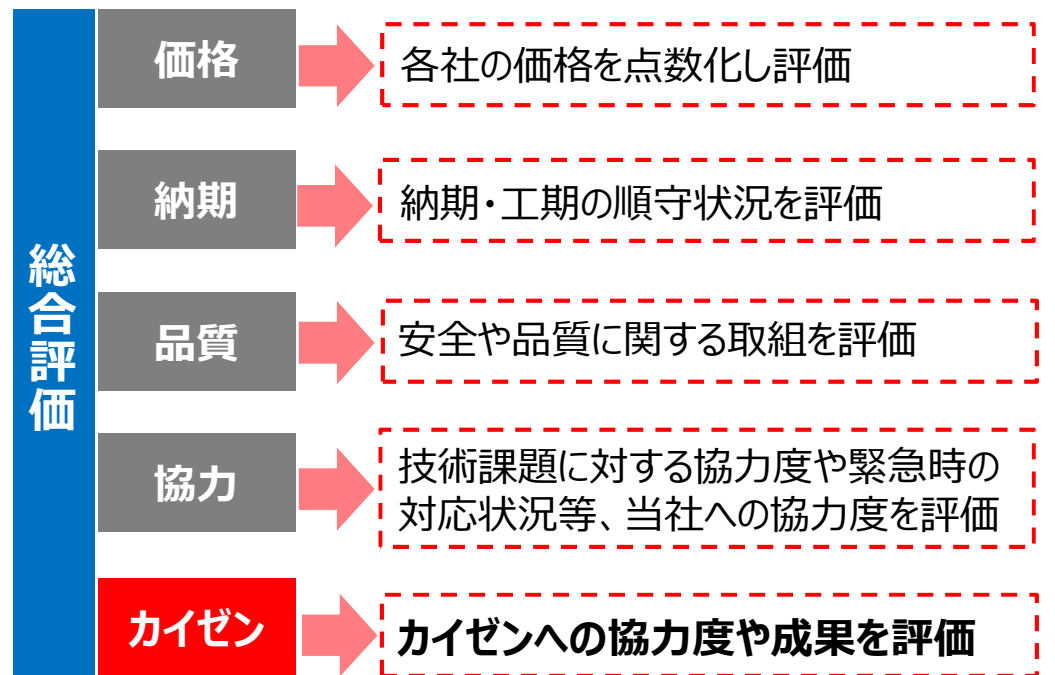 総合評価
価格
各社の価格を点数化し評価
納期
納期・工期の順守状況を評価
品質
安全や品質に関する取組を評価
協力
技術課題に対する協力度や緊急時の
対応状況等、当社への協力度を評価
カイゼン
カイゼンへの協力度や成果を評価